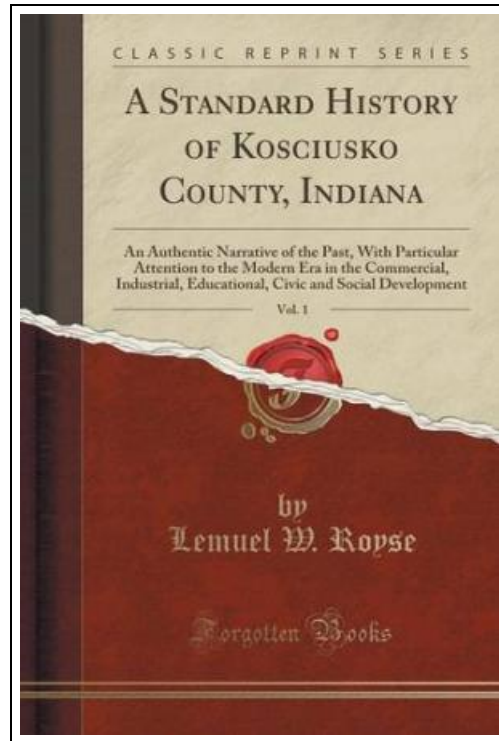 CLASSIC REPRINT SERIES
A STANDARD HISTORY
OF KOSCIUSKO
COUNTY, INDIANA
An Authentic Narrative of the Past, With Particular
Attention to the Modern Era in the Commercial,
Industrial, Educational, Civic and Social Development
Vol. 1
by
Lemuel W. Royse
Forgotten Books